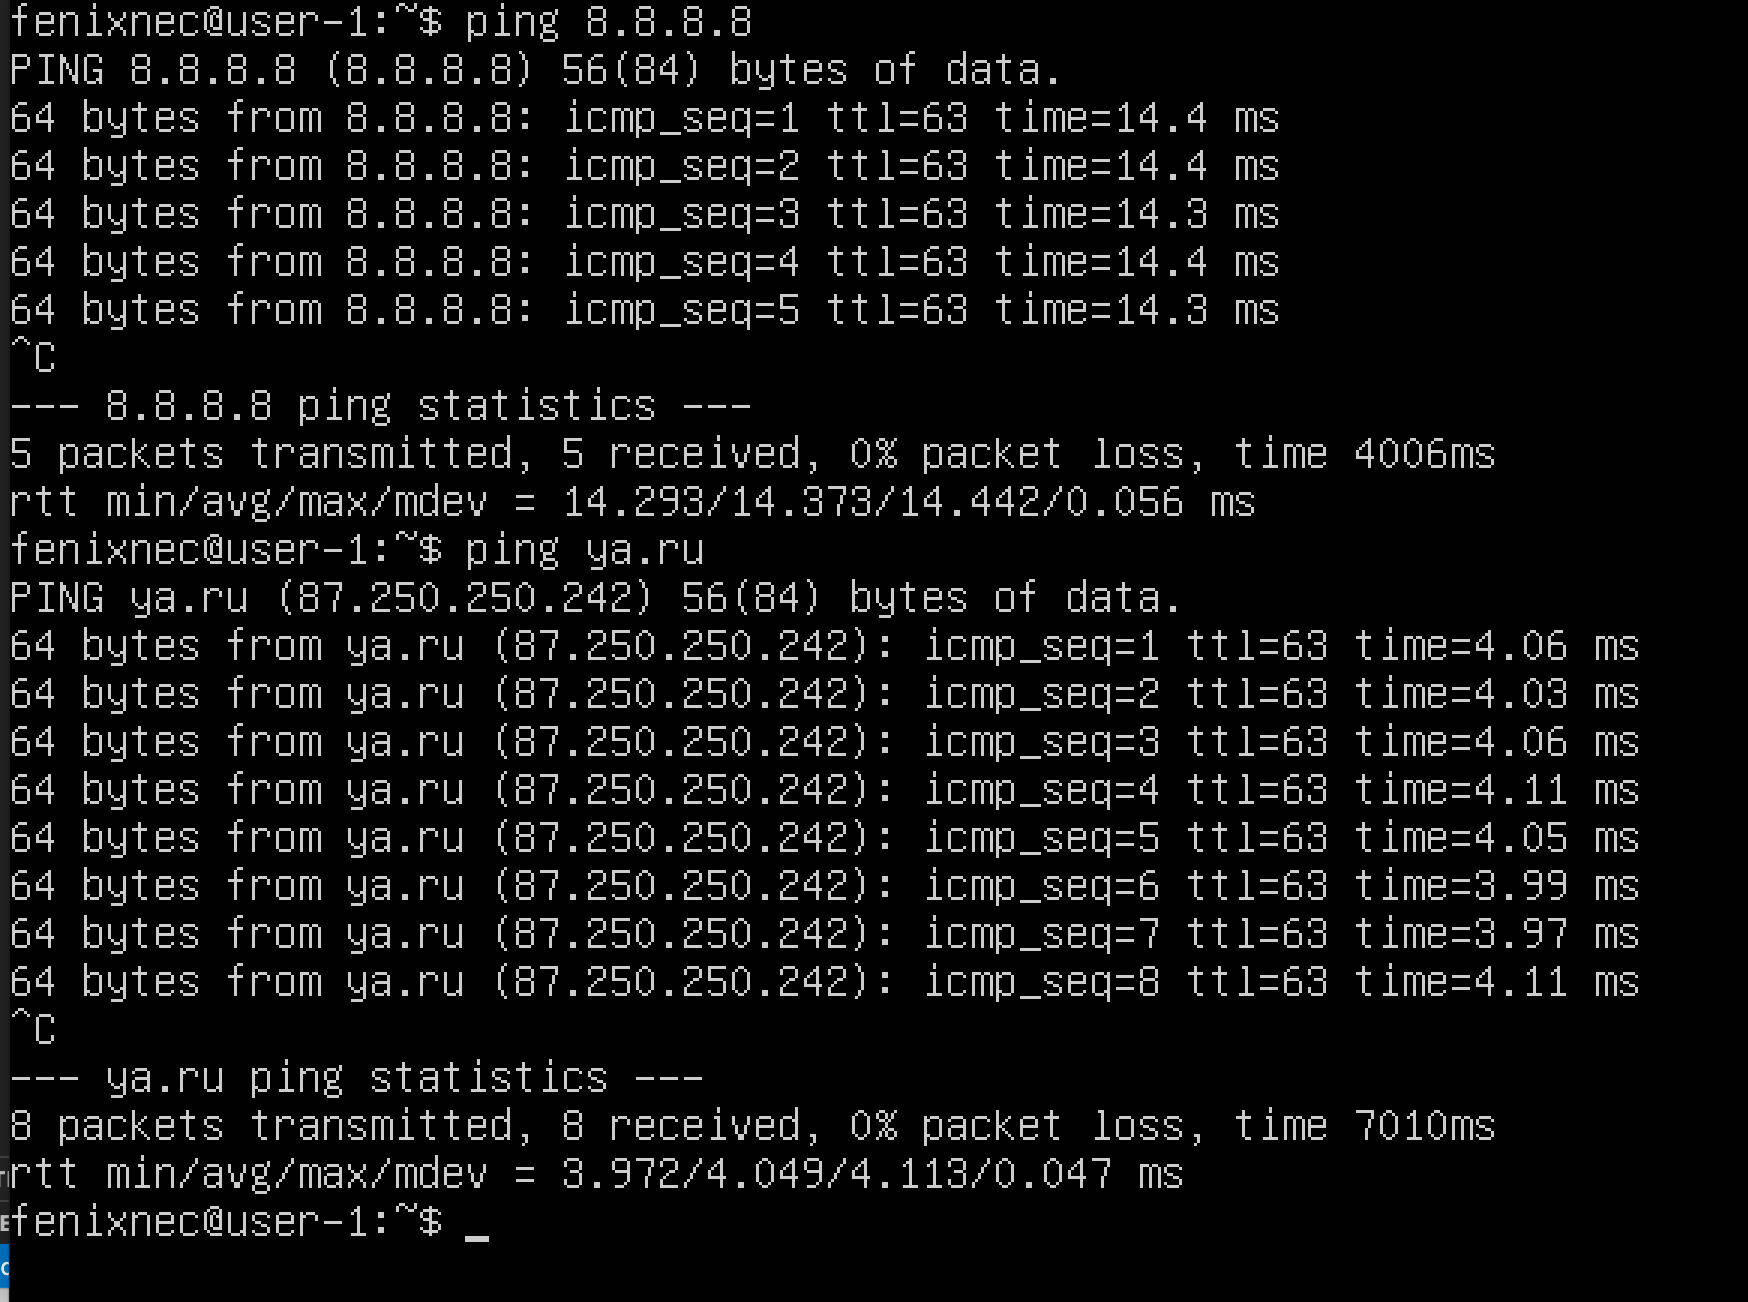 fenixnec@user-1:~$ ping 8.8.8.8
PING 8.8.8.8 (8.8.8.8) 56(84) bytes of data.
64 bytes from 8.8.8.8: icmp_seq=1 ttl=63 time=14.4 ms
64 bytes from 8.8.8.8: icmp_seq=2 ttl=63 time=14.4 ms
64 bytes from 8.8.8.8: icmp_seq=3 ttl=63 time=14.3 ms
64 bytes from 8.8.8.8: icmp_seq=4 ttl=63 time=14.4 ms
64 bytes from 8.8.8.8: icmp_seq=5 ttl=63 time=14.3 ms
^C
--- 8.8.8.8 ping statistics ---
5 packets transmitted, 5 received, 0% packet loss, time 4006ms
rtt min/avg/max/mdev = 14.293/14.373/14.442/0.056 ms
fenixnec@user-1:~$ ping ya.ru
PING ya.ru (87.250.250.242) 56(84) bytes of data.
64 bytes from ya.ru (87.250.250.242): icmp_seq=1 ttl=63 time=4.06 ms
64 bytes from ya.ru (87.250.250.242): icmp_seq=2 ttl=63 time=4.03 ms
64 bytes from ya.ru (87.250.250.242): icmp_seq=3 ttl=63 time=4.06 ms
64 bytes from ya.ru (87.250.250.242): icmp_seq=4 ttl=63 time=4.11 ms
64 bytes from ya.ru (87.250.250.242): icmp_seq=5 ttl=63 time=4.05 ms
64 bytes from ya.ru (87.250.250.242): icmp_seq=6 ttl=63 time=3.99 ms
64 bytes from ya.ru (87.250.250.242): icmp_seq=7 ttl=63 time=3.97 ms
64 bytes from ya.ru (87.250.250.242): icmp_seq=8 ttl=63 time=4.11 ms
^C
--- ya.ru ping statistics ---
8 packets transmitted, 8 received, 0% packet loss, time 7010ms
rtt min/avg/max/mdev = 3.972/4.049/4.113/0.047 ms
fenixnec@user-1:~$ _